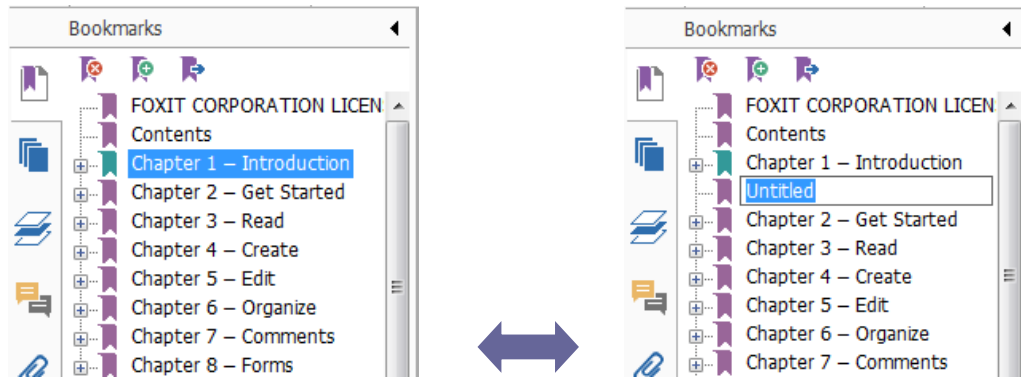 Bookmarks
FOXIT CORPORATION LICEN
Contents
Chapter 1 – Introduction
Chapter 2 – Get Started
Chapter 3 – Read
Chapter 4 – Create
Chapter 5 – Edit
Chapter 6 – Organize
Chapter 7 – Comments
Chapter 8 – Forms
Bookmarks
FOXIT CORPORATION LICEN
Contents
Chapter 1 – Introduction
Untitled
Chapter 2 – Get Started
Chapter 3 – Read
Chapter 4 – Create
Chapter 5 – Edit
Chapter 6 – Organize
Chapter 7 – Comments